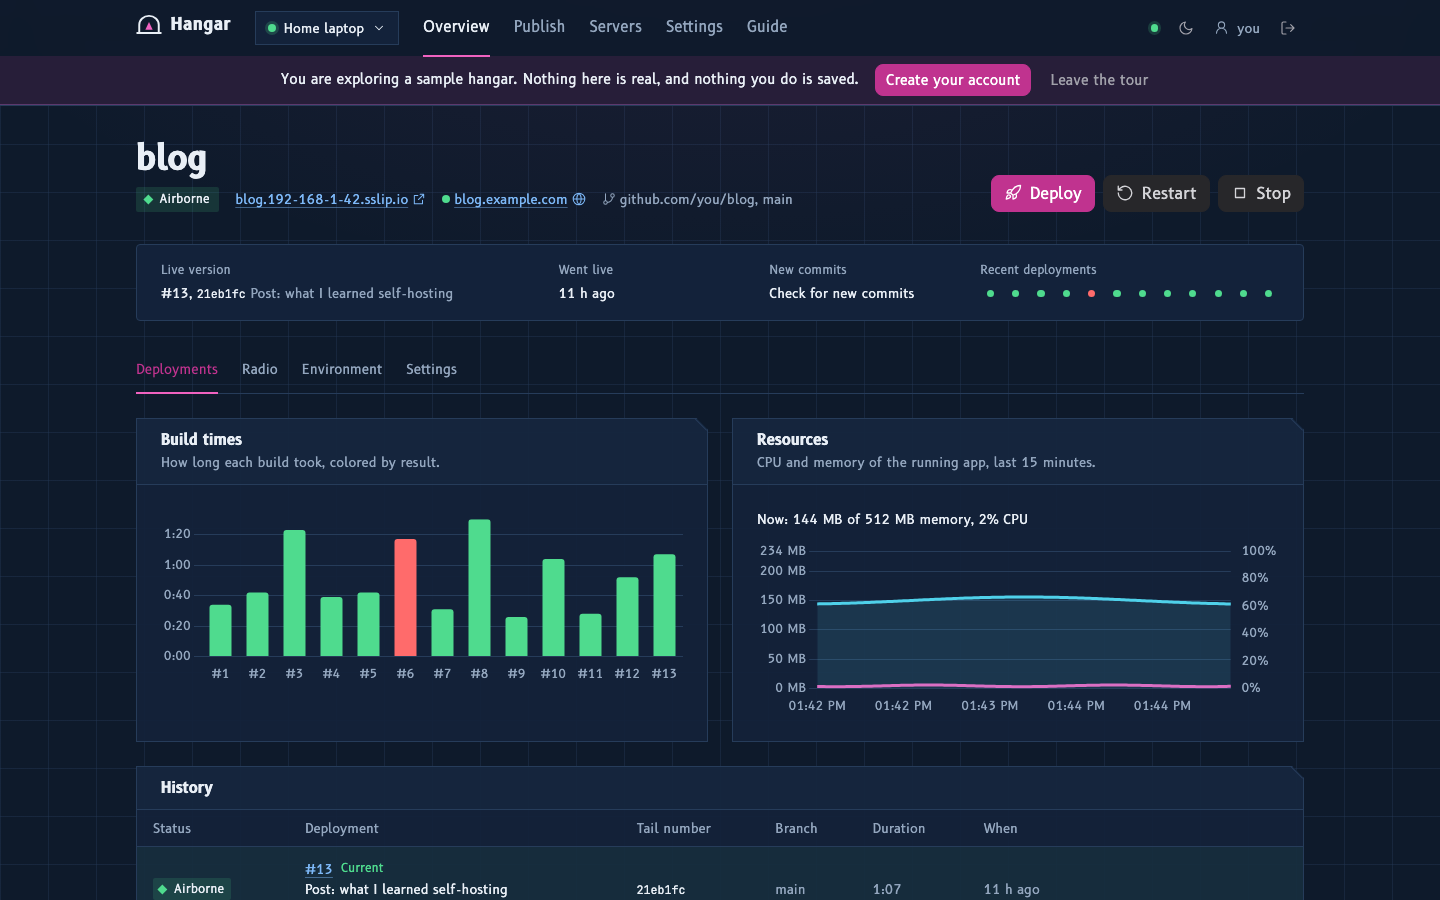 Hangar
Home laptop
Overview
Publish
Servers
Settings
Guide
you
You are exploring a sample hangar. Nothing here is real, and nothing you do is saved.
Create your account
Leave the tour
blog
Airborne
blog.192-168-1-42.sslip.io
blog.example.com
github.com/you/blog, main
Deploy
Restart
Stop
Live version
#13, 21eb1fc Post: what I learned self-hosting
Went live
11 h ago
New commits
Check for new commits
Recent deployments
Deployments
Radio
Environment
Settings
Build times
How long each build took, colored by result.
1:20
1:00
0:40
0:20
0:00
#1 #2 #3 #4 #5 #6 #7 #8 #9 #10 #11 #12 #13
Resources
CPU and memory of the running app, last 15 minutes.
Now: 144 MB of 512 MB memory, 2% CPU
234 MB
200 MB
150 MB
100 MB
50 MB
0 MB
100%
80%
60%
40%
20%
0%
01:42 PM 01:42 PM 01:43 PM 01:44 PM 01:44 PM
History
Status Deployment Tail number Branch Duration When
#13 Current
Airborne Post: what I learned self-hosting 21eb1fc main 1:07 11 h ago